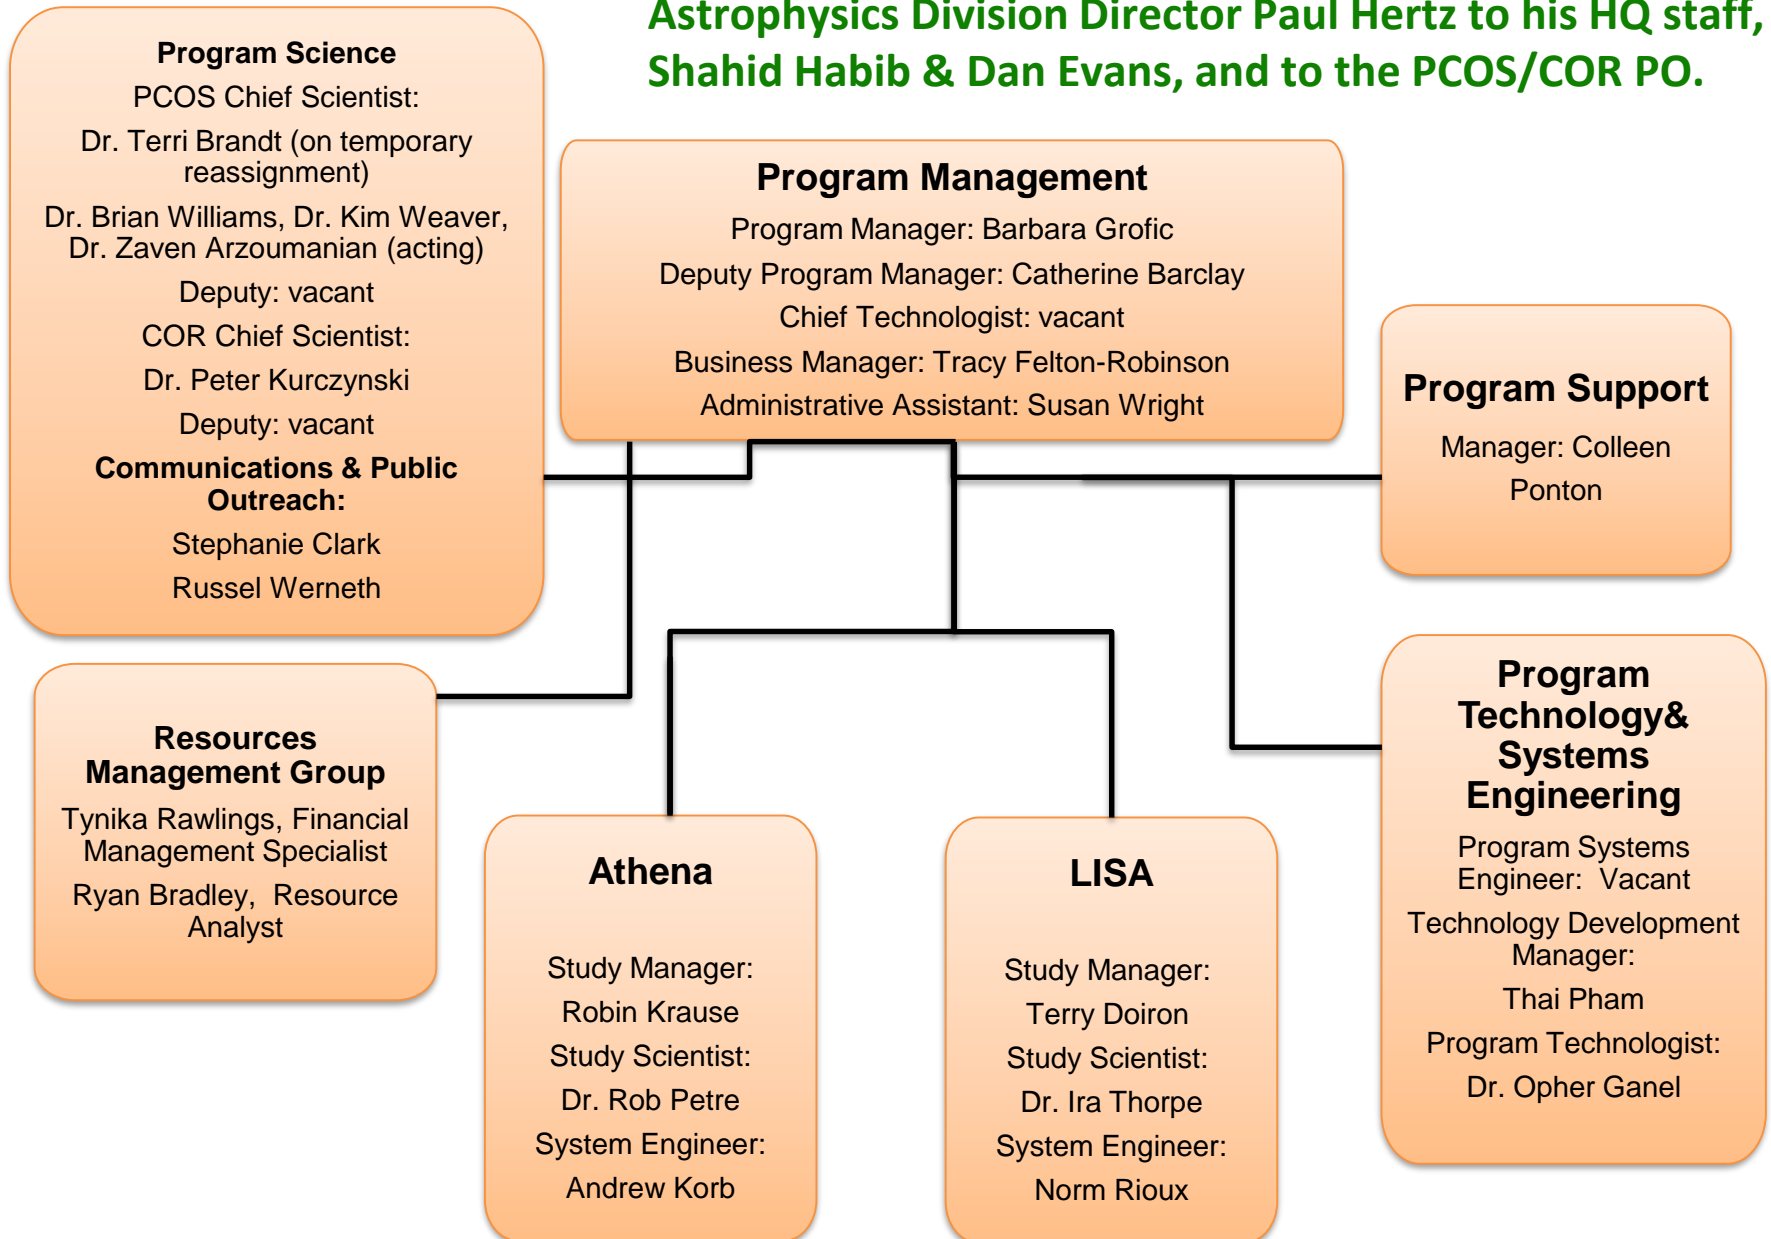 Astrophysics Division Director Paul Hertz to his HQ staff,
Shahid Habib & Dan Evans, and to the PCOS/COR PO.
Program Science
PCOS Chief Scientist:
Dr. Terri Brandt (on temporary
reassignment)
Dr. Brian Williams, Dr. Kim Weaver,
Dr. Zaven Arzoumanian (acting)
Deputy: vacant
COR Chief Scientist:
Dr. Peter Kurczynski
Deputy: vacant
Communications & Public
Outreach:
Stephanie Clark
Russel Werneth
Program Management
Program Manager: Barbara Grofic
Deputy Program Manager: Catherine Barclay
Chief Technologist: vacant
Business Manager: Tracy Felton-Robinson
Administrative Assistant: Susan Wright
Program Support
Manager: Colleen
Ponton
Resources
Management Group
Tynika Rawlings, Financial
Management Specialist
Ryan Bradley,  Resource
Analyst
Athena
Study Manager:
Robin Krause
Study Scientist:
Dr. Rob Petre
System Engineer:
Andrew Korb
LISA
Study Manager:
Terry Doiron
Study Scientist:
Dr. Ira Thorpe
System Engineer:
Norm Rioux
Program
Technology&
Systems
Engineering
Program Systems
Engineer:  Vacant
Technology Development
Manager:
Thai Pham
Program Technologist:
Dr. Opher Ganel